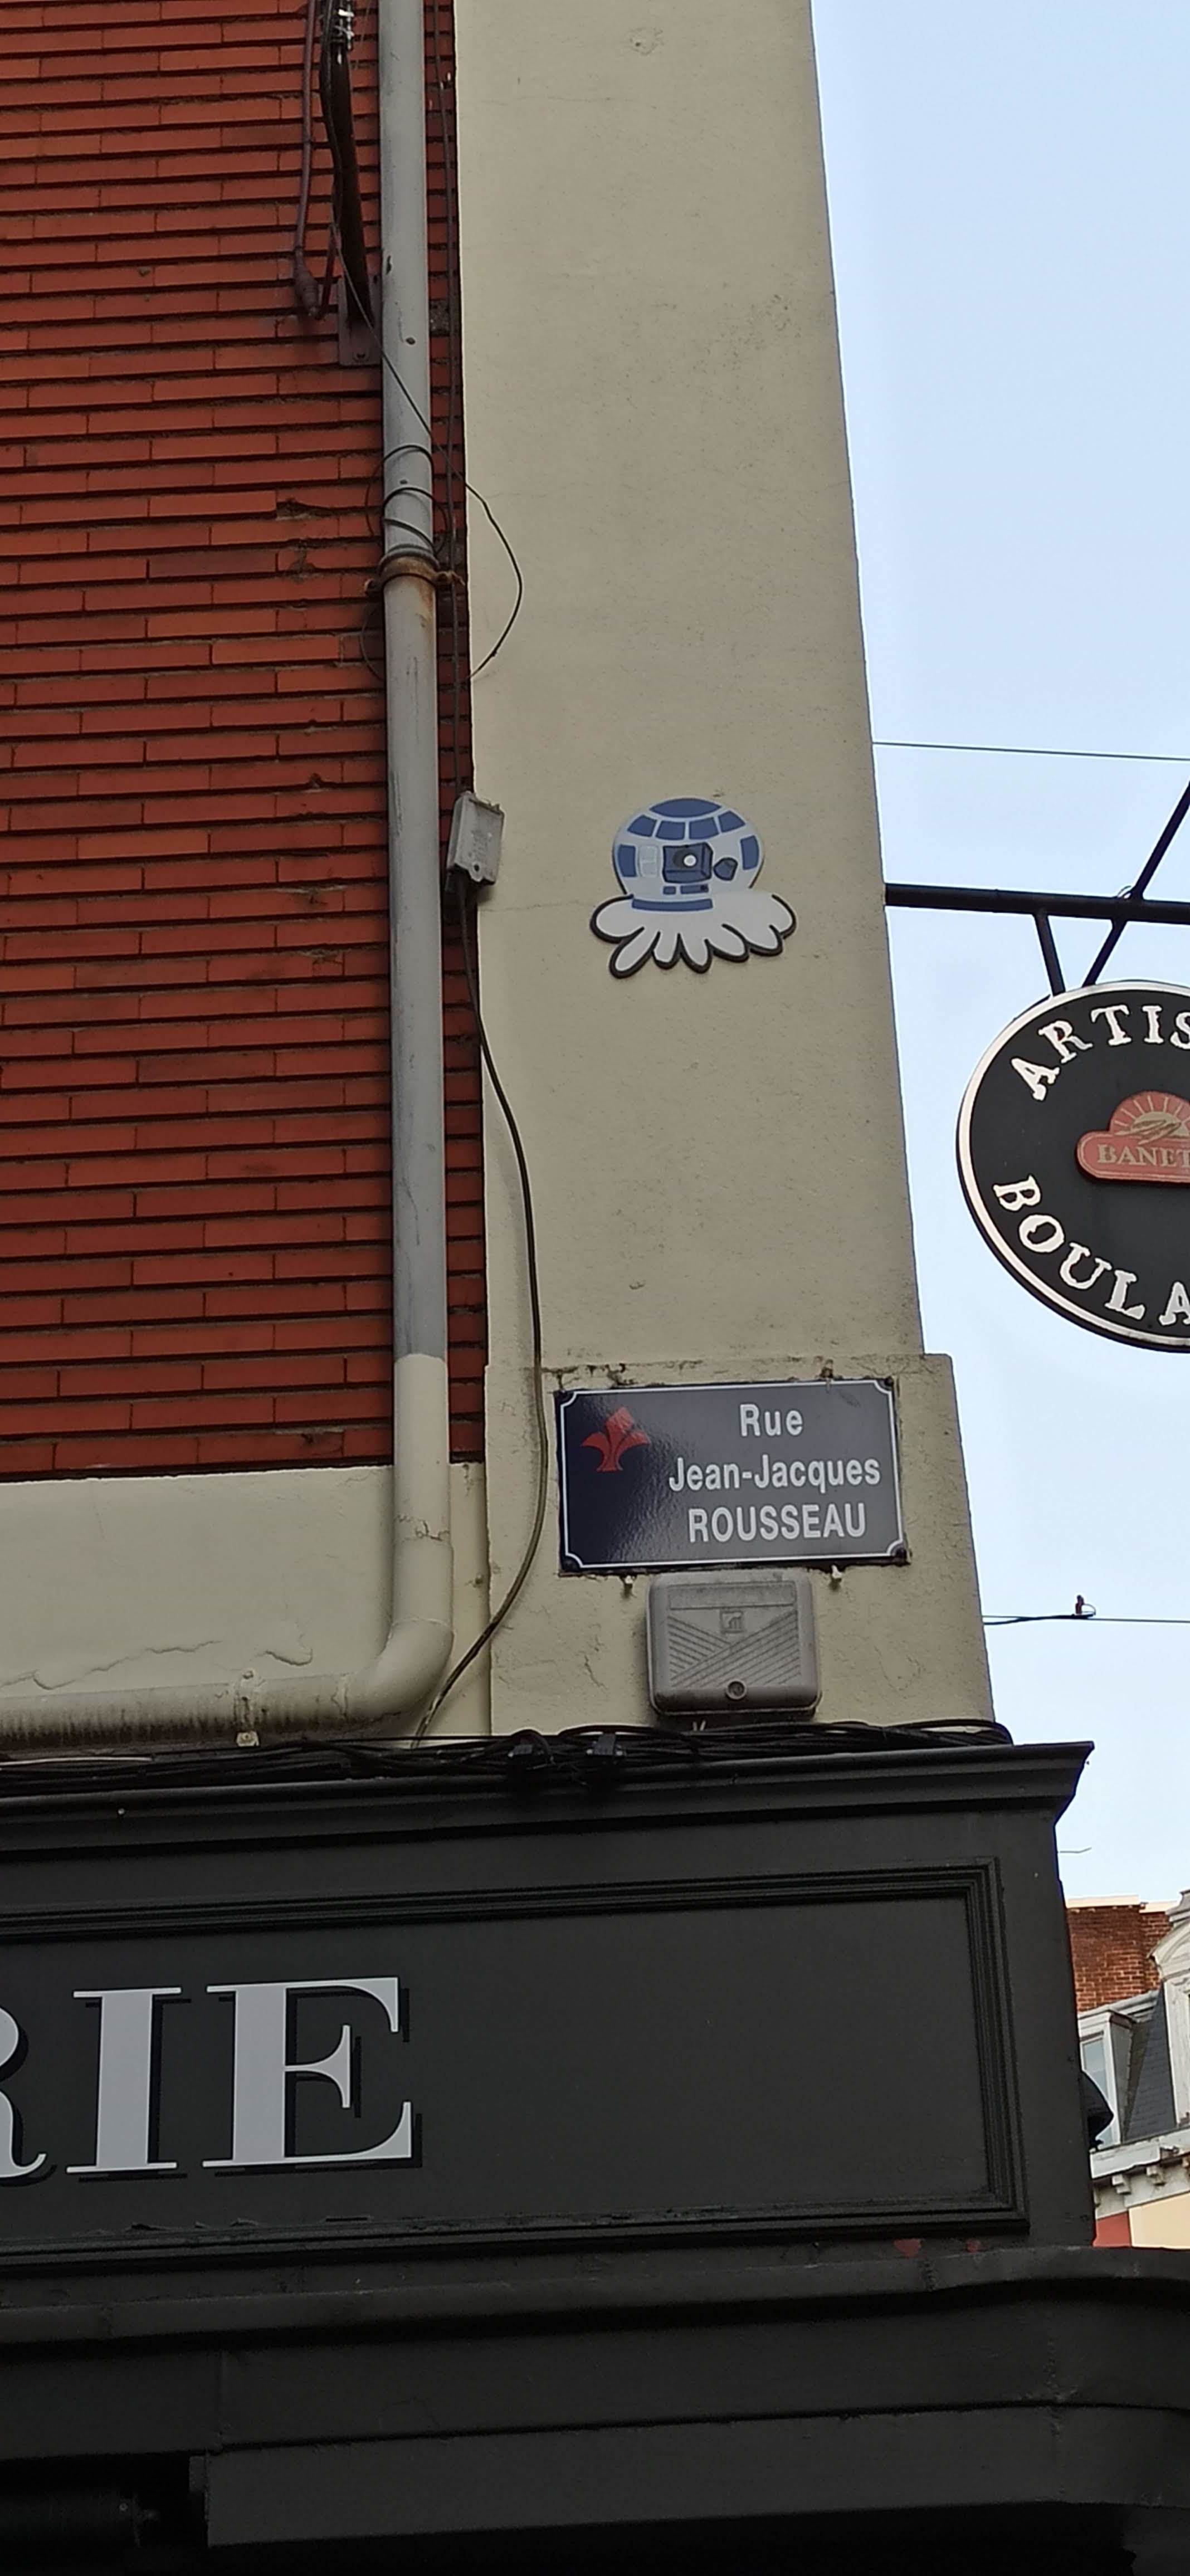 ARTIS
BANET
BOULA
Rue
Jean-Jacques
ROUSSEAU
RIE